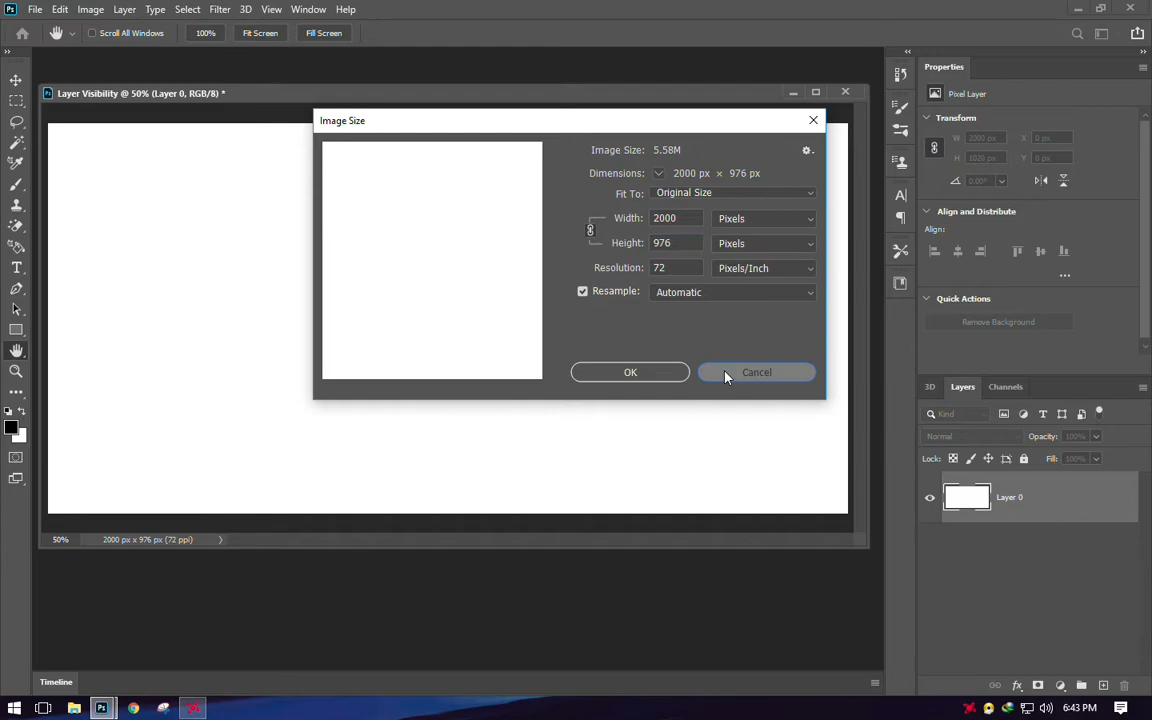 Ps File Edit Image Layer Type Select Filter 3D View Window Help
Scroll All Windows 100% Fit Screen Fill Screen
Ps Layer Visibility @ 50% (Layer 0, RGB/8) *
Image Size
Image Size: 5.58M
Dimensions: 2000 px × 976 px
Fit To: Original Size
Width: 2000 Pixels
Height: 976 Pixels
Resolution: 72 Pixels/Inch
Resample: Automatic
OK Cancel
50% 2000 px x 976 px (72 ppi)
Timeline
Properties
Pixel Layer
Transform
W 2000 px X 0 px
H 1020 px Y 0 px
0.00°
Align and Distribute
Align:
Quick Actions
Remove Background
3D Layers Channels
Kind
Normal Opacity: 100%
Lock: Fill: 100%
Layer 0
fx
Ps 6:43 PM